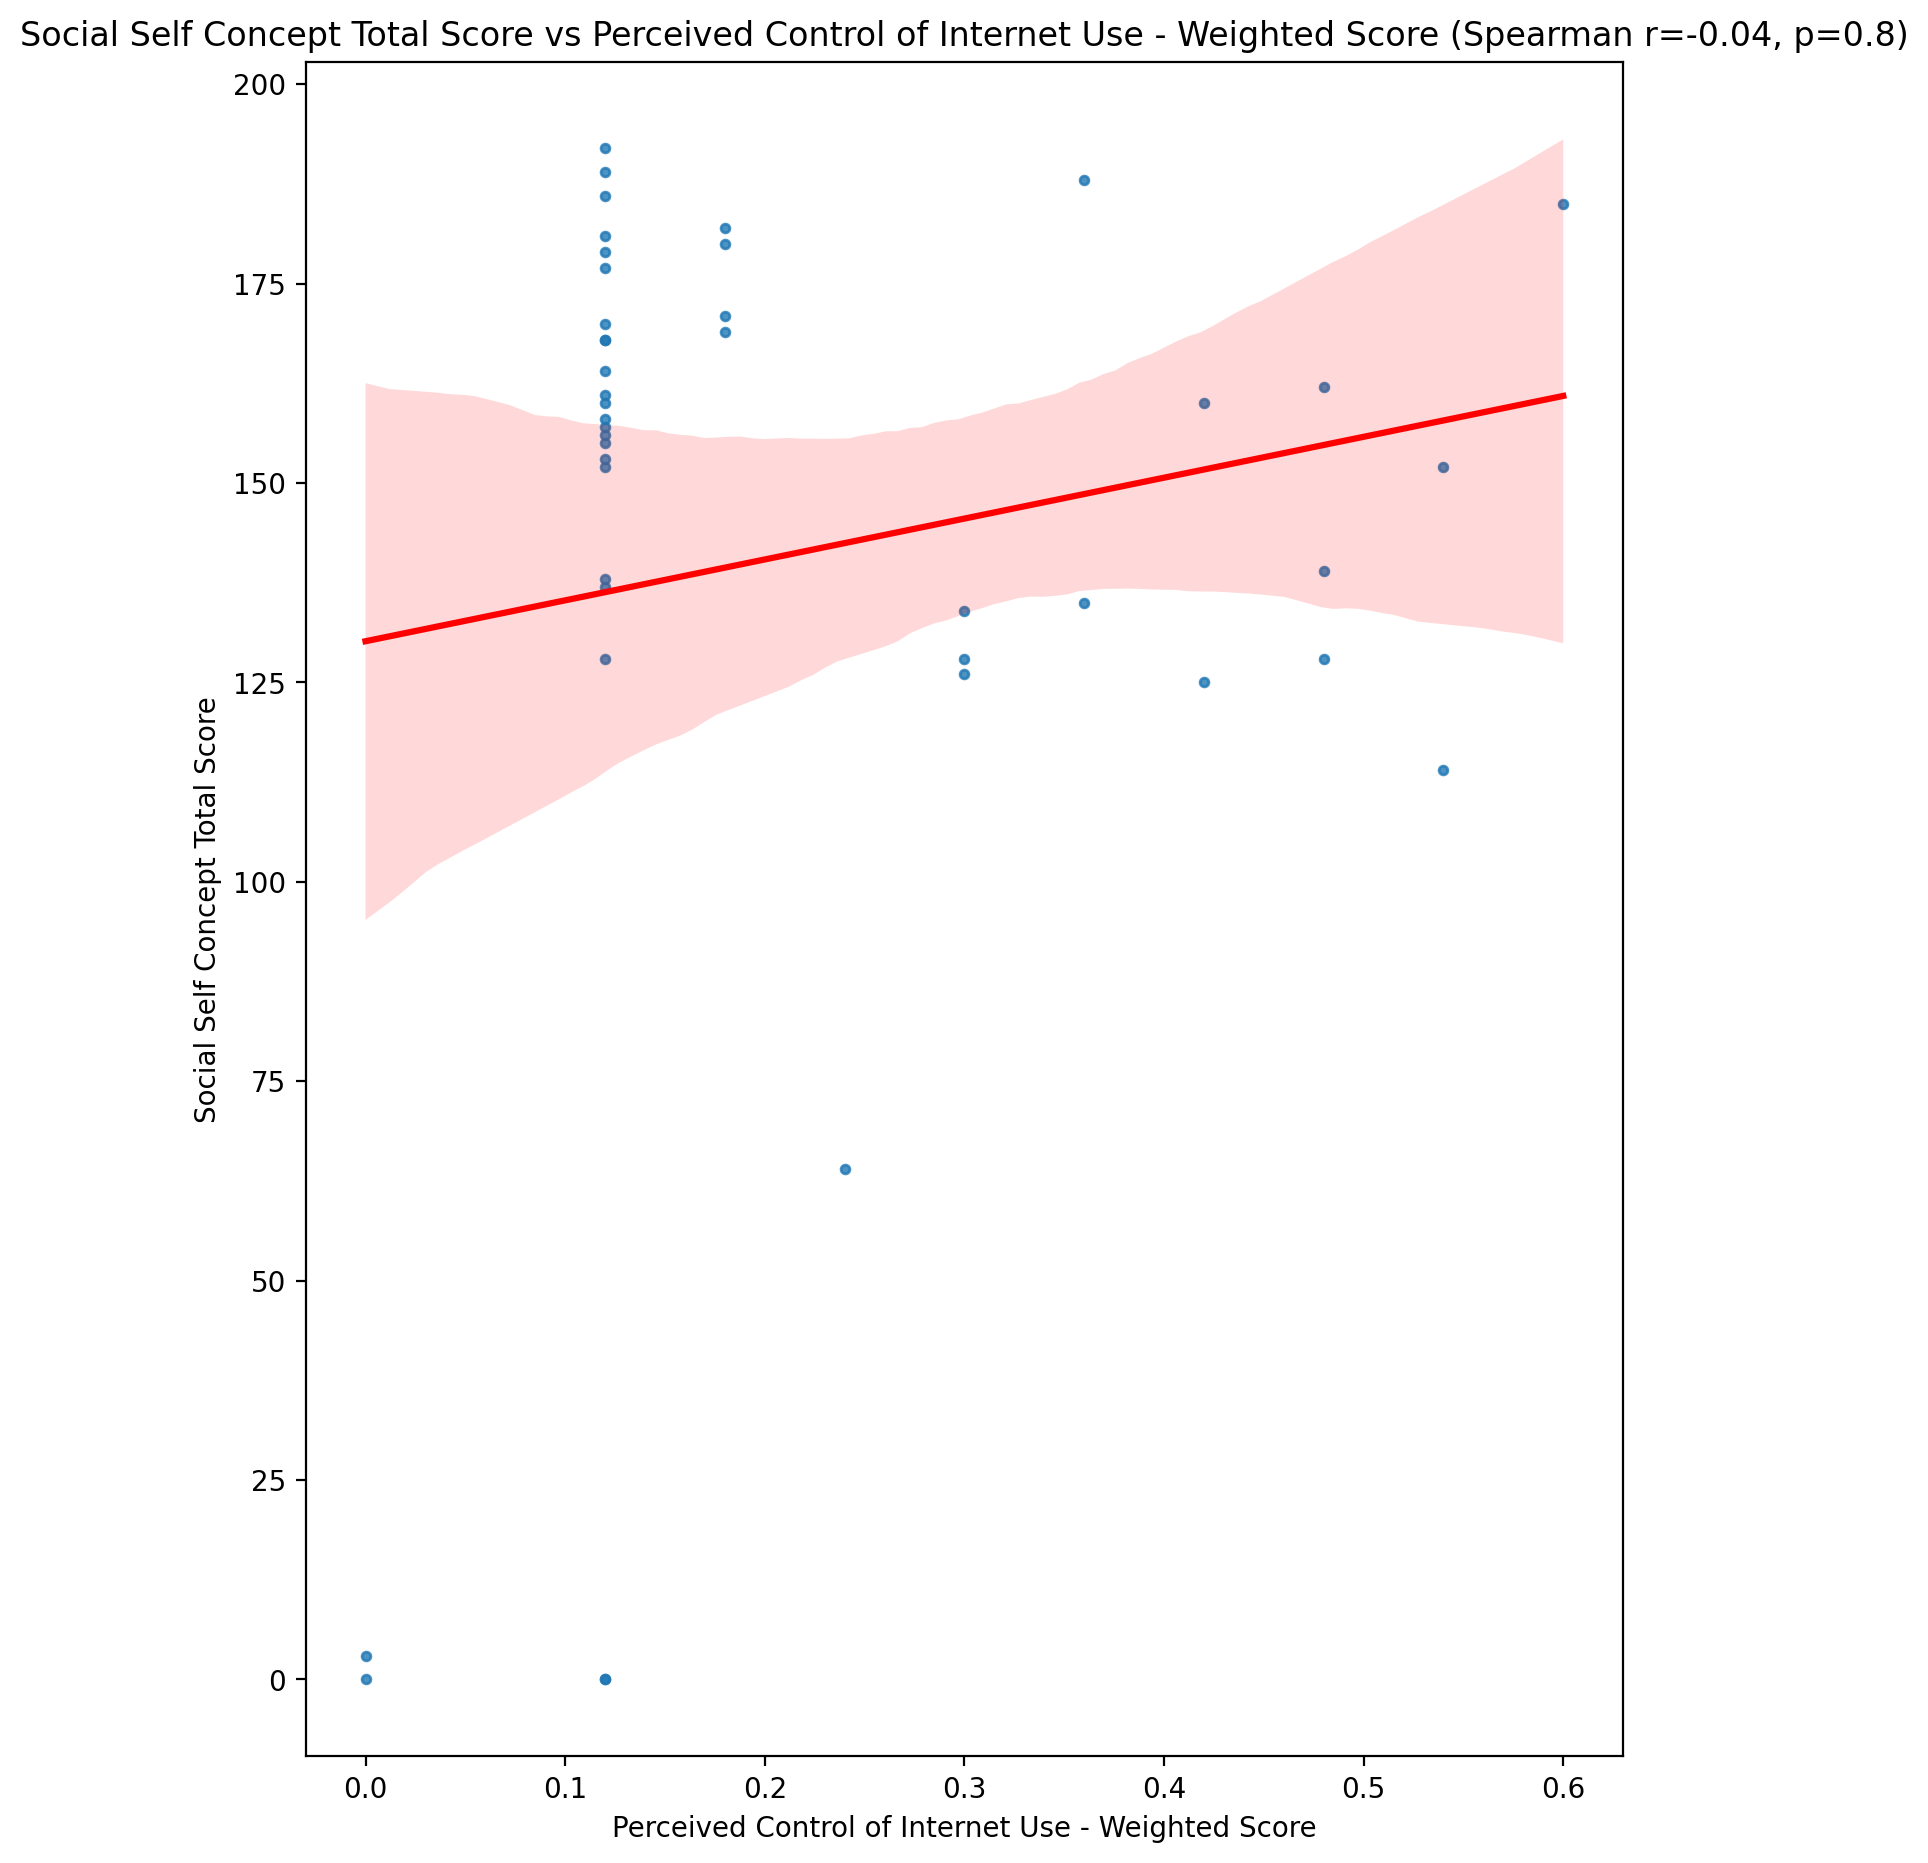 Social Self Concept Total Score vs Perceived Control of Internet Use - Weighted Score (Spearman r=-0.04, p=0.8)
200
175
150
125
100
75
50
25
0
Social Self Concept Total Score
0.0 0.1 0.2 0.3 0.4 0.5 0.6
Perceived Control of Internet Use - Weighted Score